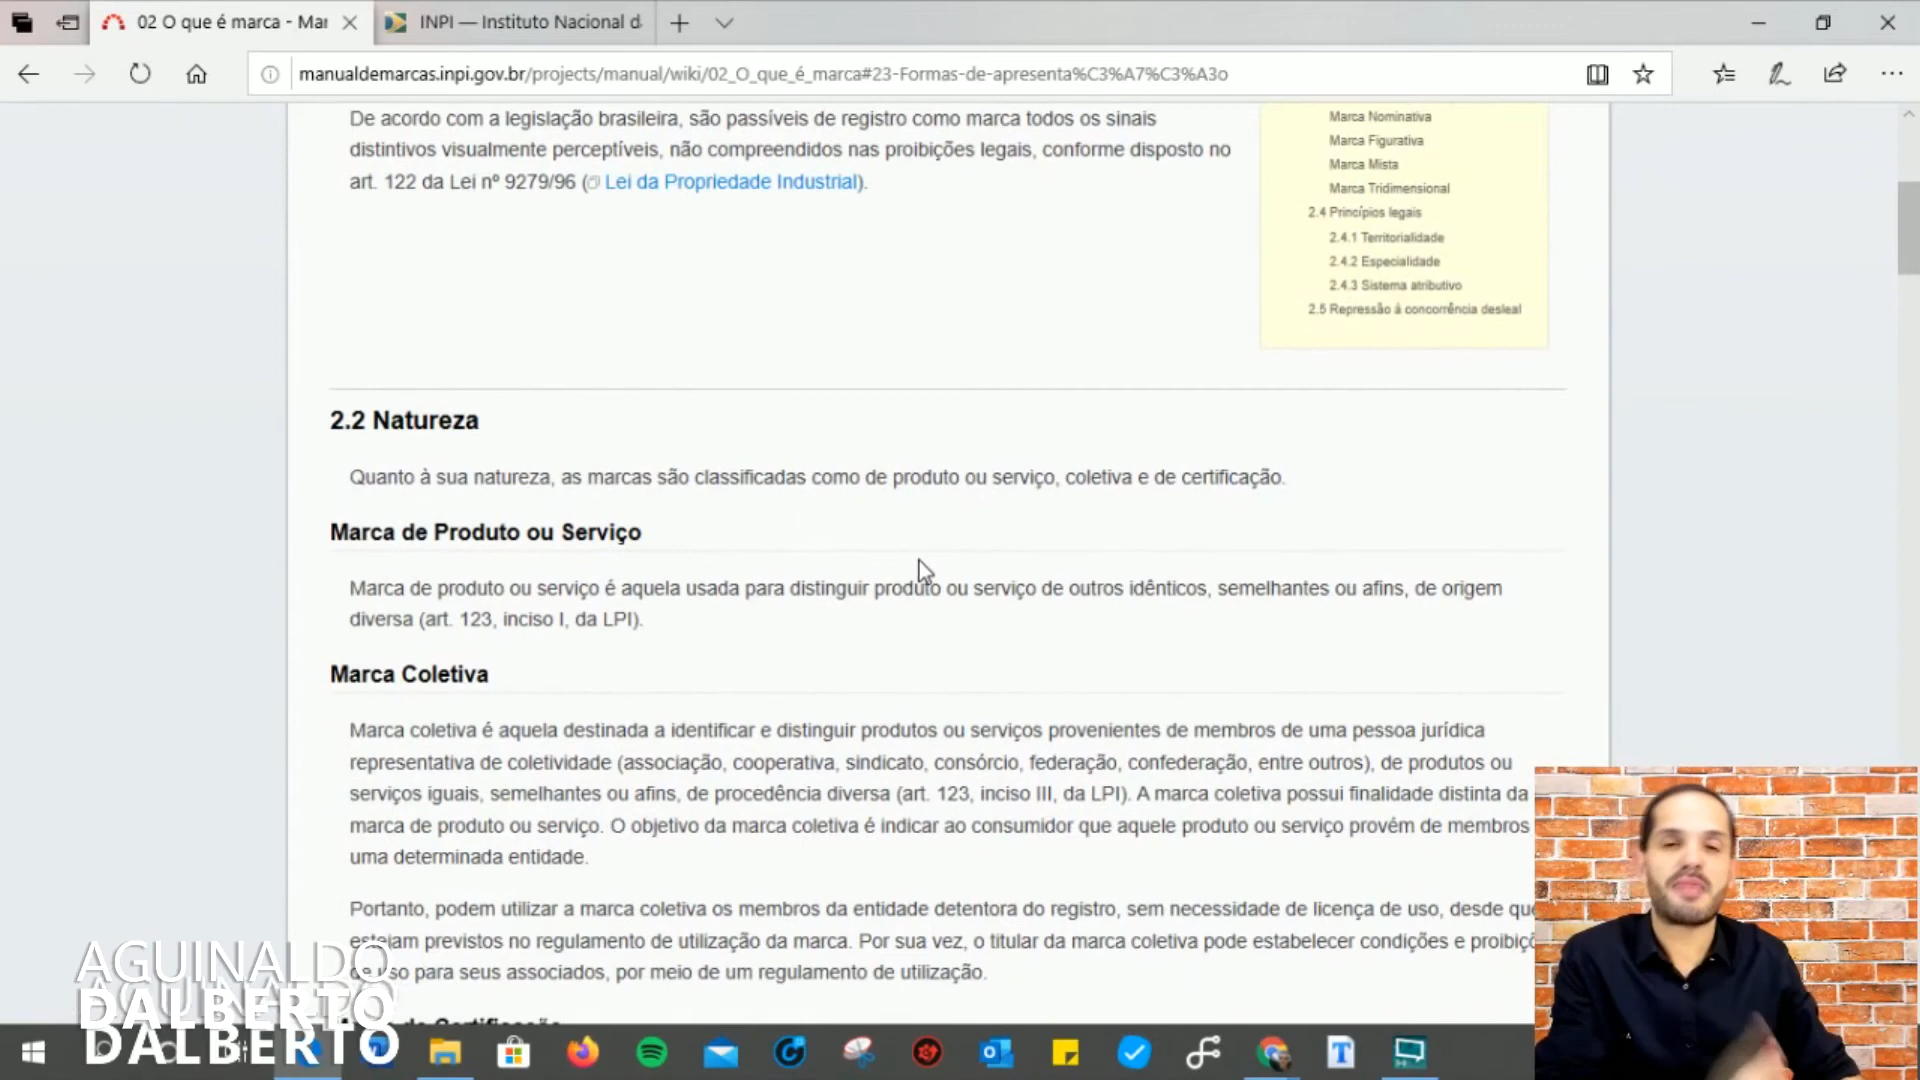 02 O que é marca - Mar
INPI — Instituto Nacional d
manualdemarcas.inpi.gov.br/projects/manual/wiki/02_O_que_é_marca#23-Formas-de-apresenta%C3%A7%C3%A3o
De acordo com a legislação brasileira, são passíveis de registro como marca todos os sinais
distintivos visualmente perceptíveis, não compreendidos nas proibições legais, conforme disposto no
art. 122 da Lei nº 9279/96 (Lei da Propriedade Industrial).
Marca Nominativa
Marca Figurativa
Marca Mista
Marca Tridimensional
2.4 Princípios legais
2.4.1 Territorialidade
2.4.2 Especialidade
2.4.3 Sistema atributivo
2.5 Repressão à concorrência desleal
2.2 Natureza
Quanto à sua natureza, as marcas são classificadas como de produto ou serviço, coletiva e de certificação.
Marca de Produto ou Serviço
Marca de produto ou serviço é aquela usada para distinguir produto ou serviço de outros idênticos, semelhantes ou afins, de origem
diversa (art. 123, inciso I, da LPI).
Marca Coletiva
Marca coletiva é aquela destinada a identificar e distinguir produtos ou serviços provenientes de membros de uma pessoa jurídica
representativa de coletividade (associação, cooperativa, sindicato, consórcio, federação, confederação, entre outros), de produtos ou
serviços iguais, semelhantes ou afins, de procedência diversa (art. 123, inciso III, da LPI). A marca coletiva possui finalidade distinta da
marca de produto ou serviço. O objetivo da marca coletiva é indicar ao consumidor que aquele produto ou serviço provém de membros
uma determinada entidade.
Portanto, podem utilizar a marca coletiva os membros da entidade detentora do registro, sem necessidade de licença de uso, desde que
estejam previstos no regulamento de utilização da marca. Por sua vez, o titular da marca coletiva pode estabelecer condições e proibiçõ
de uso para seus associados, por meio de um regulamento de utilização.
AGUINALDO
DALBERTO
DALBERTO